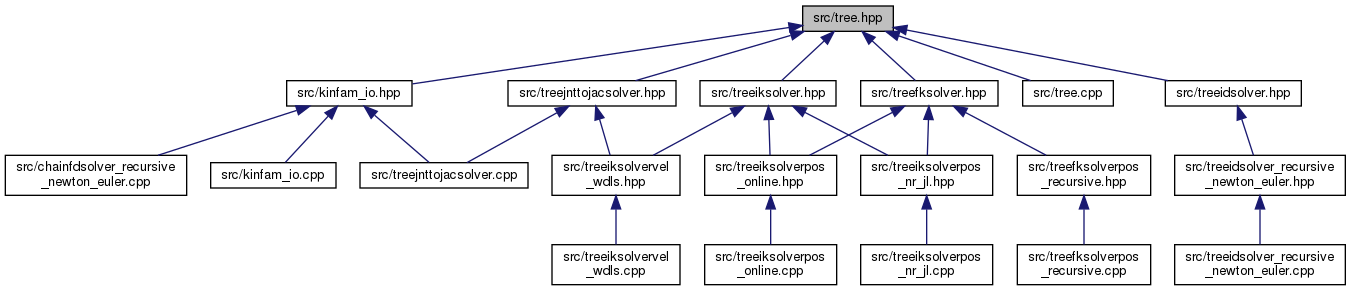 src/tree.hpp
src/kinfam_io.hpp
src/treejnttojacsolver.hpp
src/treeiksolver.hpp
src/treefksolver.hpp
src/tree.cpp
src/treeidsolver.hpp
src/chainfdsolver_recursive
_newton_euler.cpp
src/kinfam_io.cpp
src/treejnttojacsolver.cpp
src/treeiksolvervel
_wdls.hpp
src/treeiksolverpos
_online.hpp
src/treeiksolverpos
_nr_jl.hpp
src/treefksolverpos
_recursive.hpp
src/treeidsolver_recursive
_newton_euler.hpp
src/treeiksolvervel
_wdls.cpp
src/treeiksolverpos
_online.cpp
src/treeiksolverpos
_nr_jl.cpp
src/treefksolverpos
_recursive.cpp
src/treeidsolver_recursive
_newton_euler.cpp